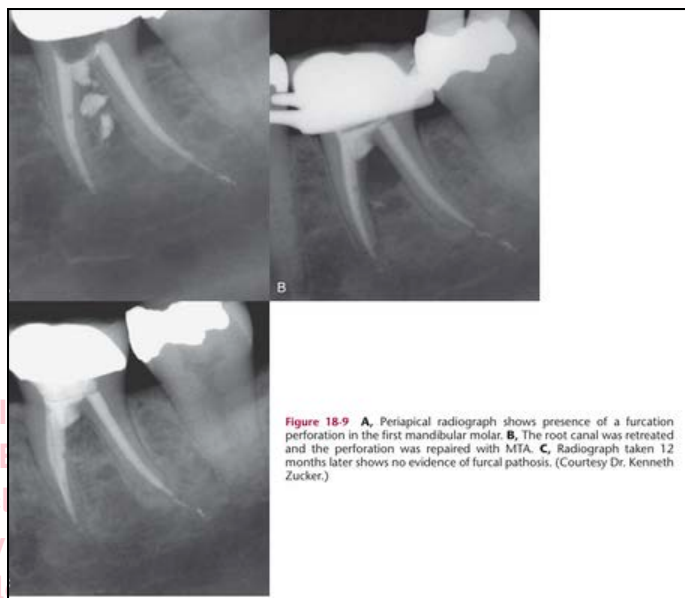 B
Figure 18-9 A, Periapical radiograph shows presence of a furcation
perforation in the first mandibular molar. B, The root canal was retreated
and the perforation was repaired with MTA. C, Radiograph taken 12
months later shows no evidence of furcal pathosis. (Courtesy Dr. Kenneth
Zucker.)